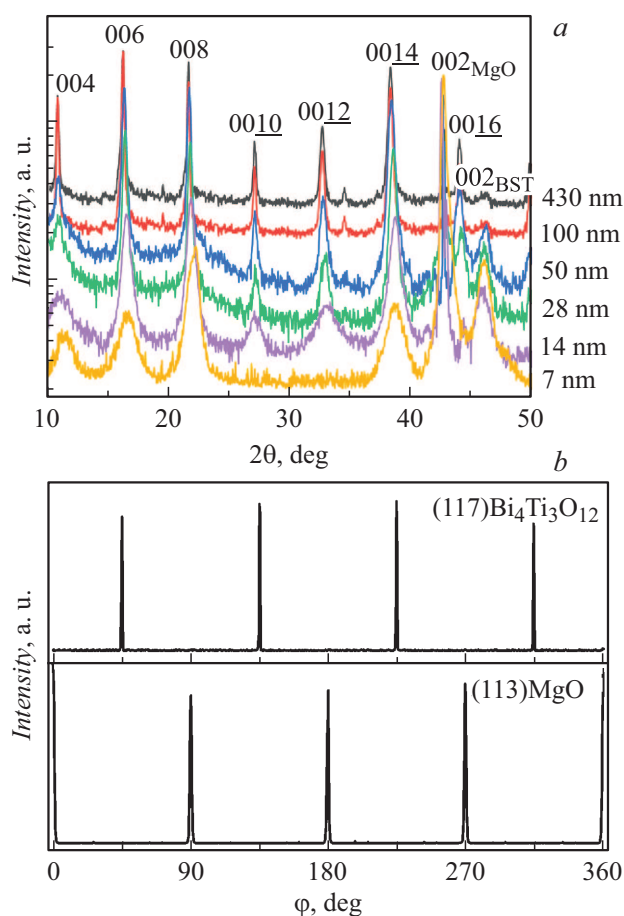 a
004
006
008
0010
0012
0014
002MgO
0016
002BST
430 nm
100 nm
50 nm
28 nm
14 nm
7 nm
Intensity, a. u.
10 20 30 40 50
2θ, deg
b
(117)Bi4Ti3O12
(113)MgO
Intensity, a. u.
0 90 180 270 360
φ, deg